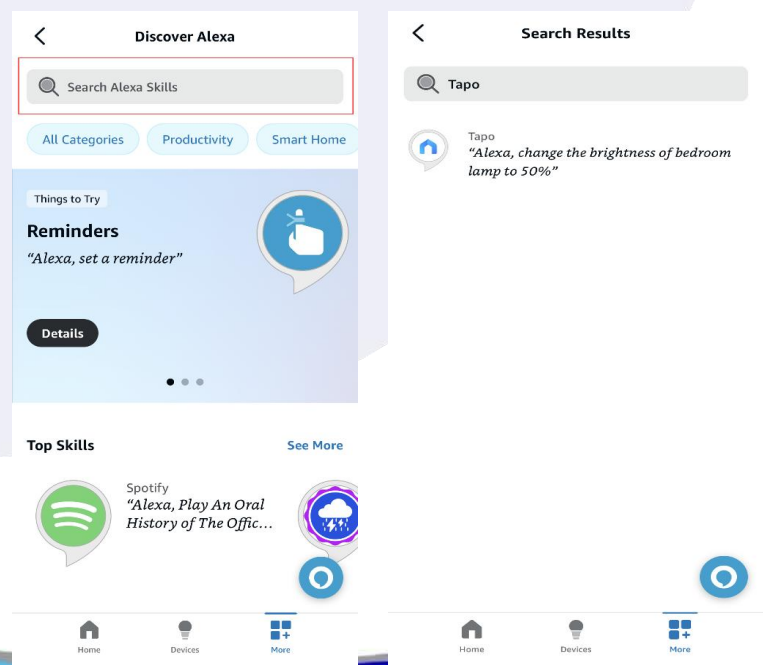 Discover Alexa
Search Alexa Skills
All Categories
Productivity
Smart Home
Things to Try
Reminders
“Alexa, set a reminder”
Details
Top Skills
See More
Spotify
“Alexa, Play An Oral
History of The Offic...
Home
Devices
More
Search Results
Tapo
Tapo
“Alexa, change the brightness of bedroom
lamp to 50%”
Home
Devices
More